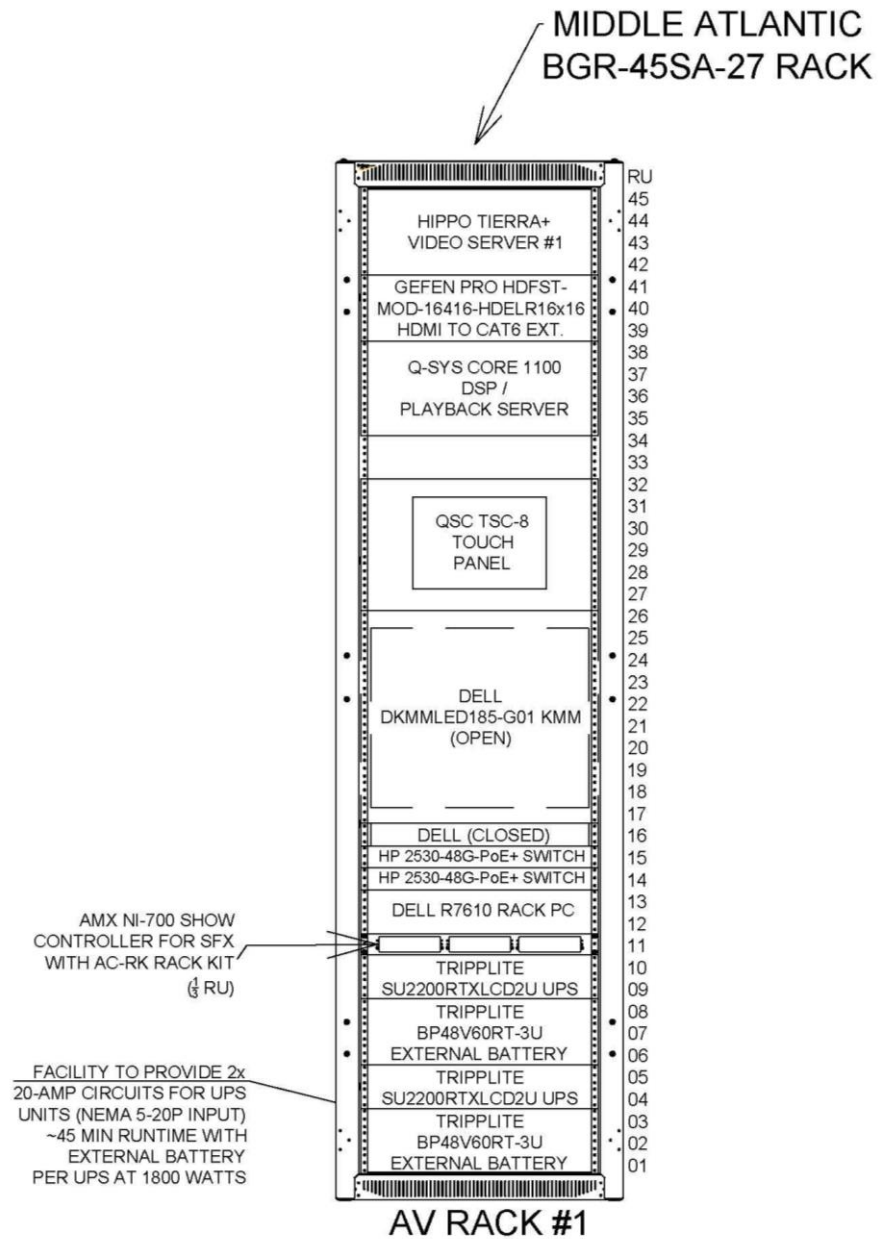 MIDDLE ATLANTIC
BGR-45SA-27 RACK
RU
45
44
43
42
41
40
39
38
37
36
35
34
33
32
31
30
29
28
27
26
25
24
23
22
21
20
19
18
17
16
15
14
13
12
11
10
09
08
07
06
05
04
03
02
01
HIPPO TIERRA+
VIDEO SERVER #1
GEFEN PRO HDFST-
MOD-16416-HDELR16x16
HDMI TO CAT6 EXT.
Q-SYS CORE 1100
DSP /
PLAYBACK SERVER
QSC TSC-8
TOUCH
PANEL
DELL
DKMMLED185-G01 KMM
(OPEN)
DELL (CLOSED)
HP 2530-48G-PoE+ SWITCH
HP 2530-48G-PoE+ SWITCH
DELL R7610 RACK PC
AMX NI-700 SHOW
CONTROLLER FOR SFX
WITH AC-RK RACK KIT
(⅓ RU)
TRIPPLITE
SU2200RTXLCD2U UPS
TRIPPLITE
BP48V60RT-3U
EXTERNAL BATTERY
TRIPPLITE
SU2200RTXLCD2U UPS
TRIPPLITE
BP48V60RT-3U
EXTERNAL BATTERY
FACILITY TO PROVIDE 2x
20-AMP CIRCUITS FOR UPS
UNITS (NEMA 5-20P INPUT)
~45 MIN RUNTIME WITH
EXTERNAL BATTERY
PER UPS AT 1800 WATTS
AV RACK #1